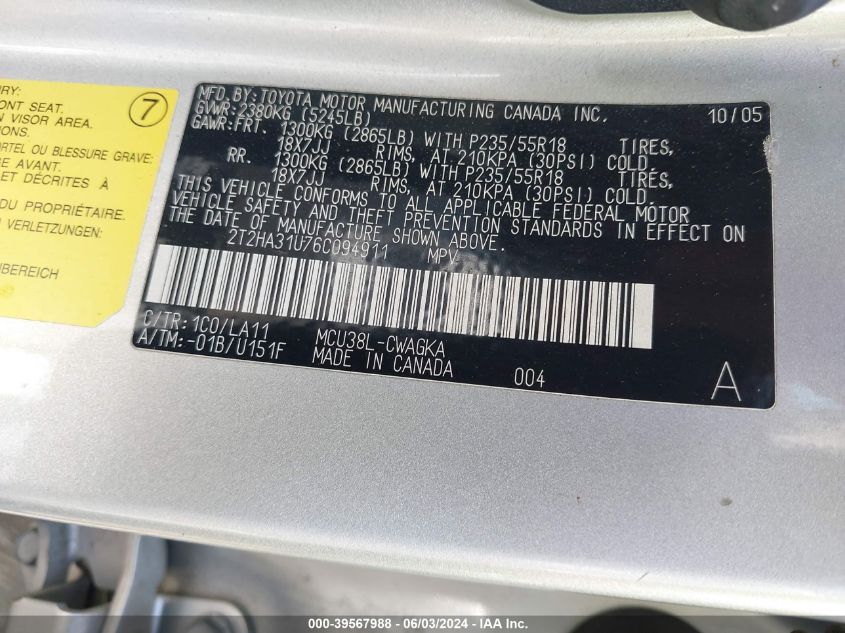 URY:
ONT SEAT.
N VISOR AREA.
TIONS.
ORTEL OU BLESSURE GRAVE:
E AVANT.
ET DÉCRITES À
DU PROPRIÉTAIRE.
VERLETZUNGEN.
NBEREICH
7
MFD. BY: TOYOTA MOTOR MANUFACTURING CANADA INC. 10/05
GVWR: 2380KG (5245LB)
GAWR: FRT. 1300KG (2865LB) WITH P235/55R18 TIRES,
18X7JJ RIMS, AT 210KPA (30PSI) COLD.
RR. 1300KG (2865LB) WITH P235/55R18 TIRES,
18X7JJ RIMS, AT 210KPA (30PSI) COLD.
THIS VEHICLE CONFORMS TO ALL APPLICABLE FEDERAL MOTOR
VEHICLE SAFETY AND THEFT PREVENTION STANDARDS IN EFFECT ON
THE DATE OF MANUFACTURE SHOWN ABOVE.
2T2HA31U76C094911 MPV
C/TR: 1C0/LA11 MCU38L-CWAGKA
A/TM: -01B/U151F MADE IN CANADA 004 A
000-39567988 - 06/03/2024 - IAA Inc.